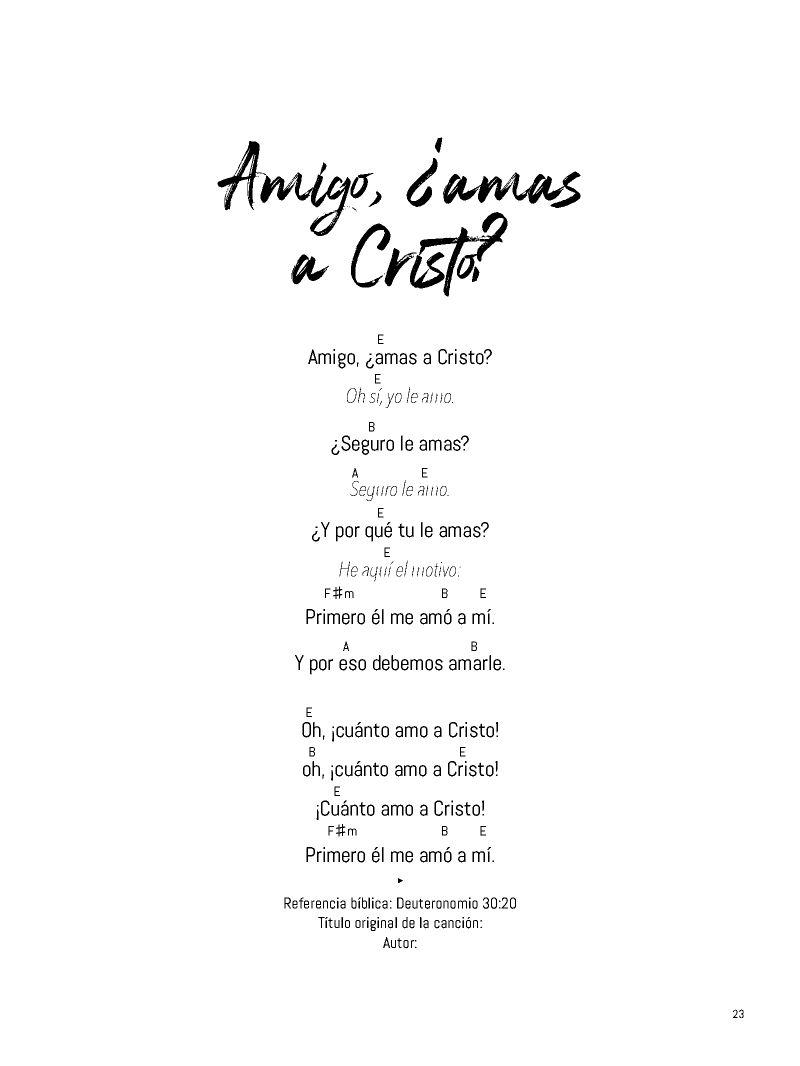 Amigo, ¿amas
a Cristo?
E
Amigo, ¿amas a Cristo?
E
Oh sí, yo le amo.
B
¿Seguro le amas?
A E
Seguro le amo.
E
¿Y por qué tu le amas?
E
He aquí el motivo:
F♯m B E
Primero él me amó a mí.
A B
Y por eso debemos amarle.
E
Oh, ¡cuánto amo a Cristo!
B E
oh, ¡cuánto amo a Cristo!
E
¡Cuánto amo a Cristo!
F♯m B E
Primero él me amó a mí.
Referencia bíblica: Deuteronomio 30:20
Título original de la canción:
Autor:
23